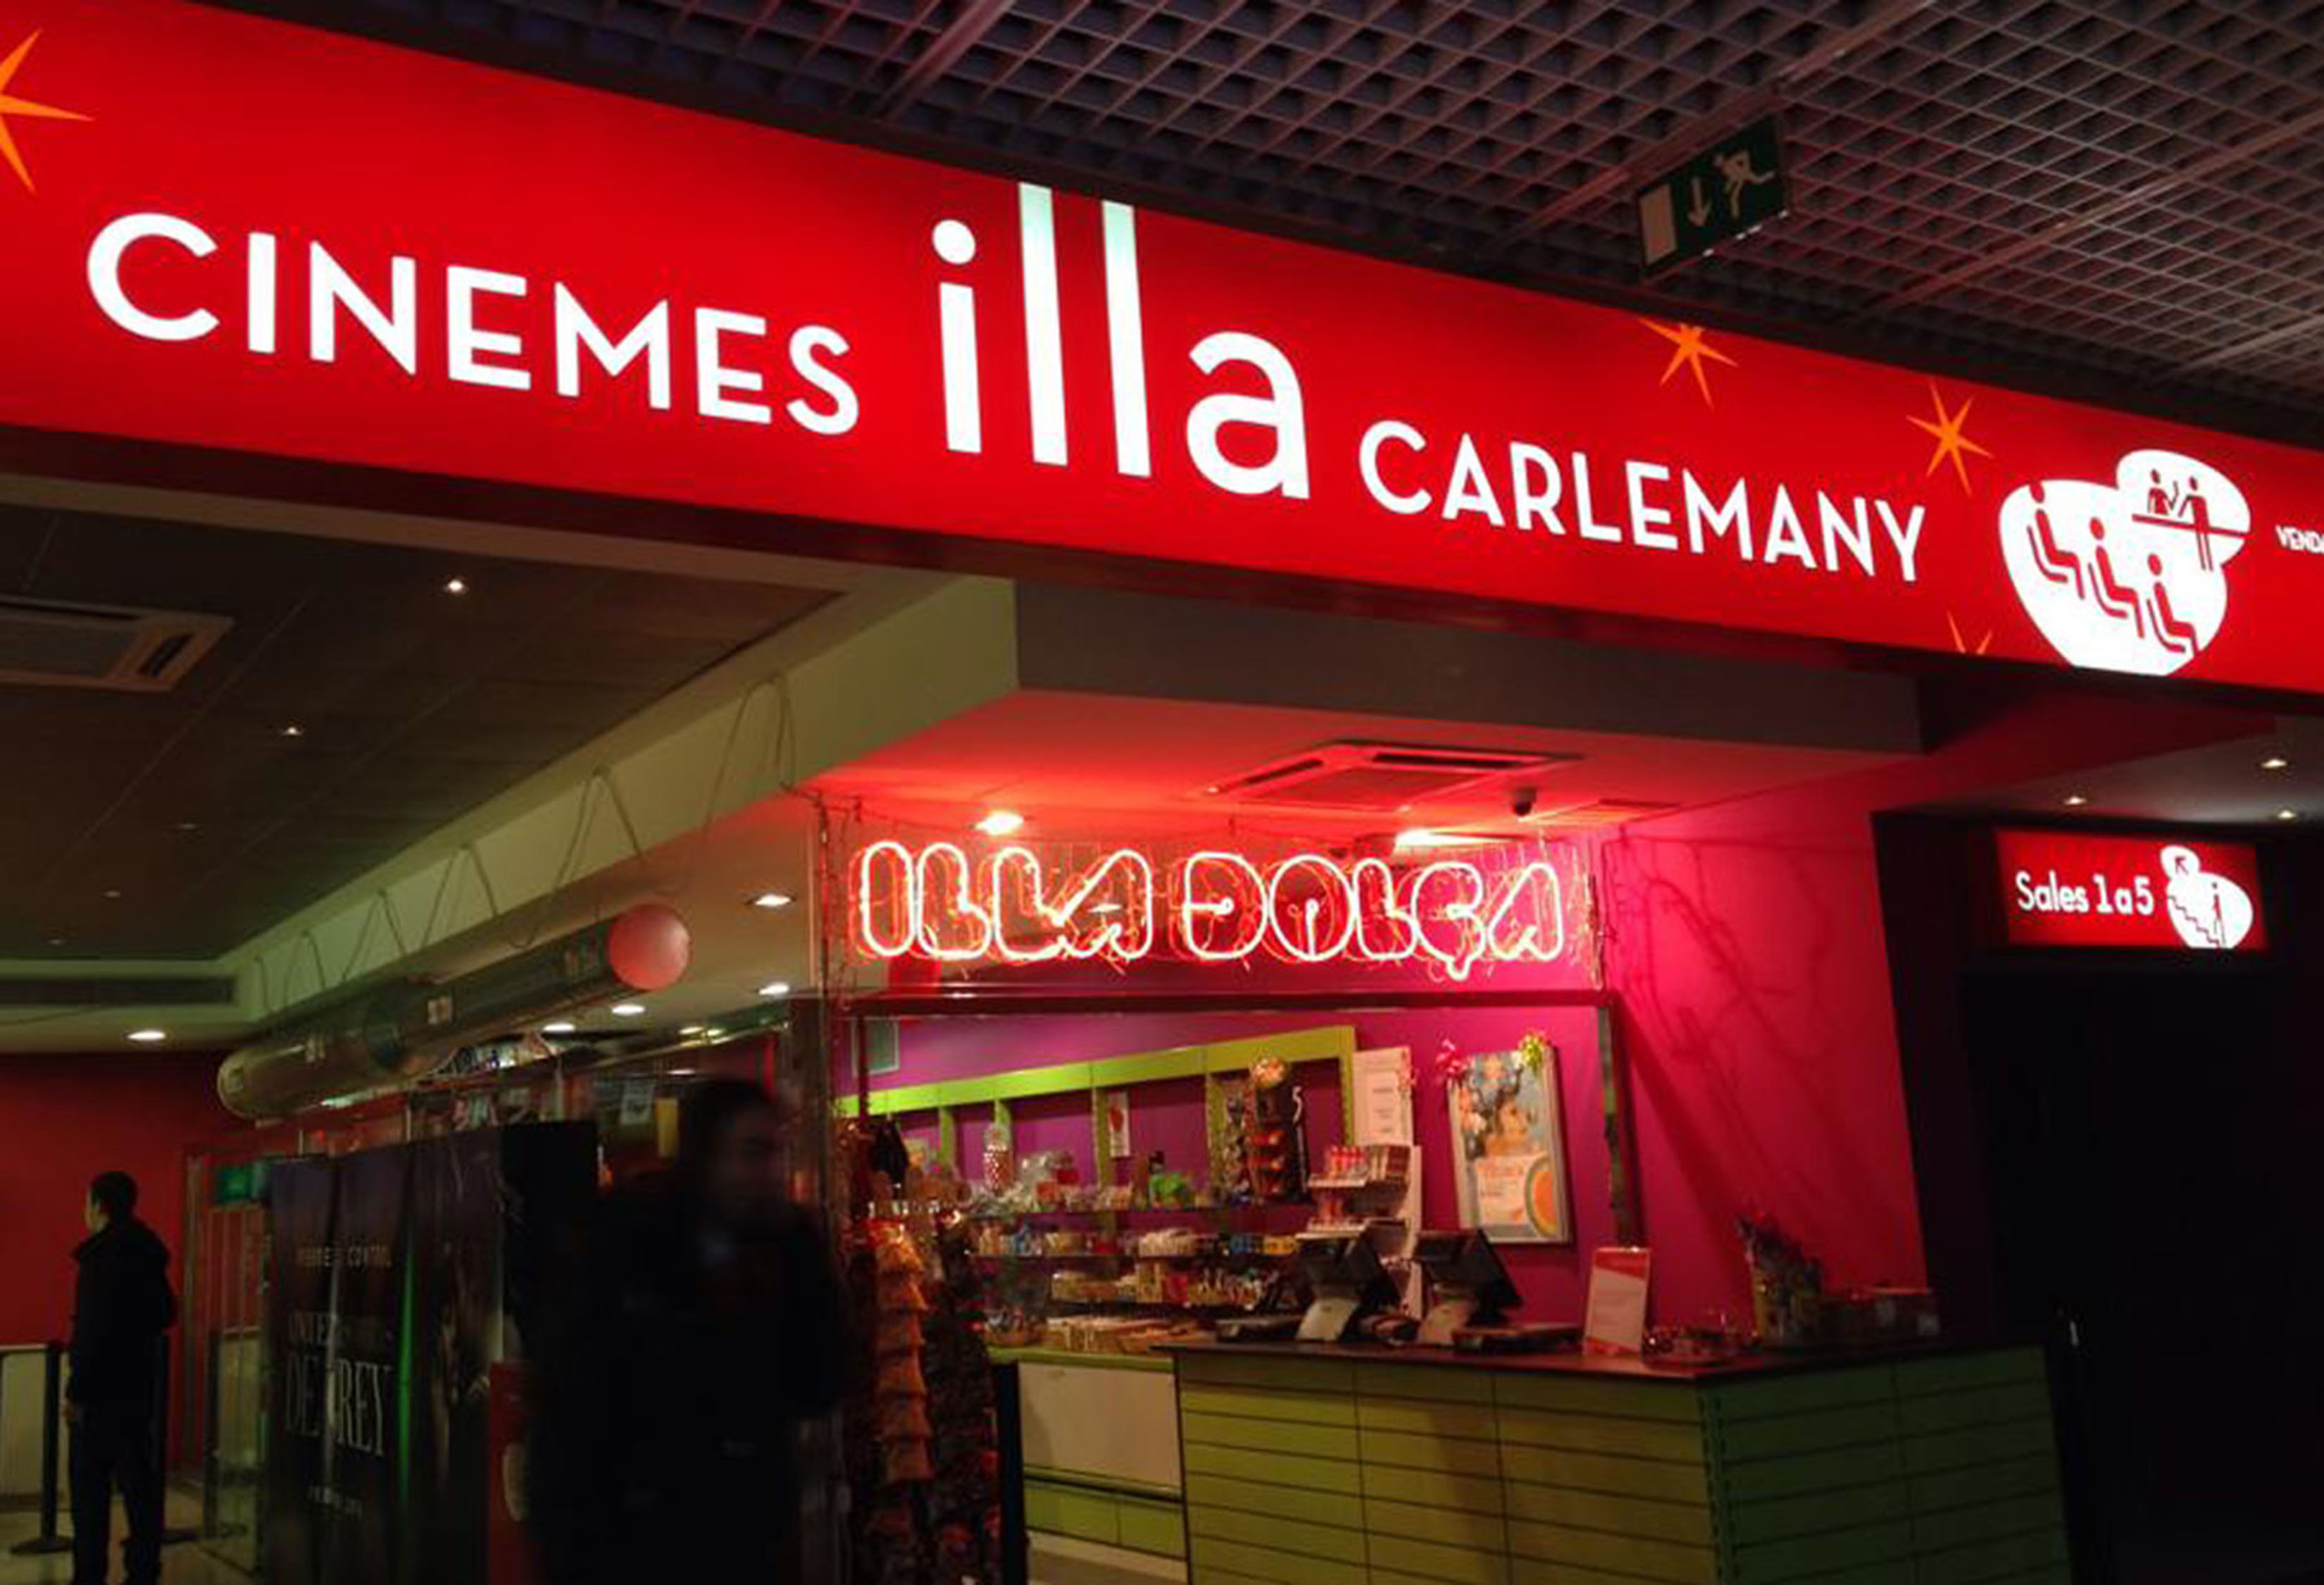 CINEMES illa CARLEMANY
ILLA DOLÇA
Sales 1 a 5